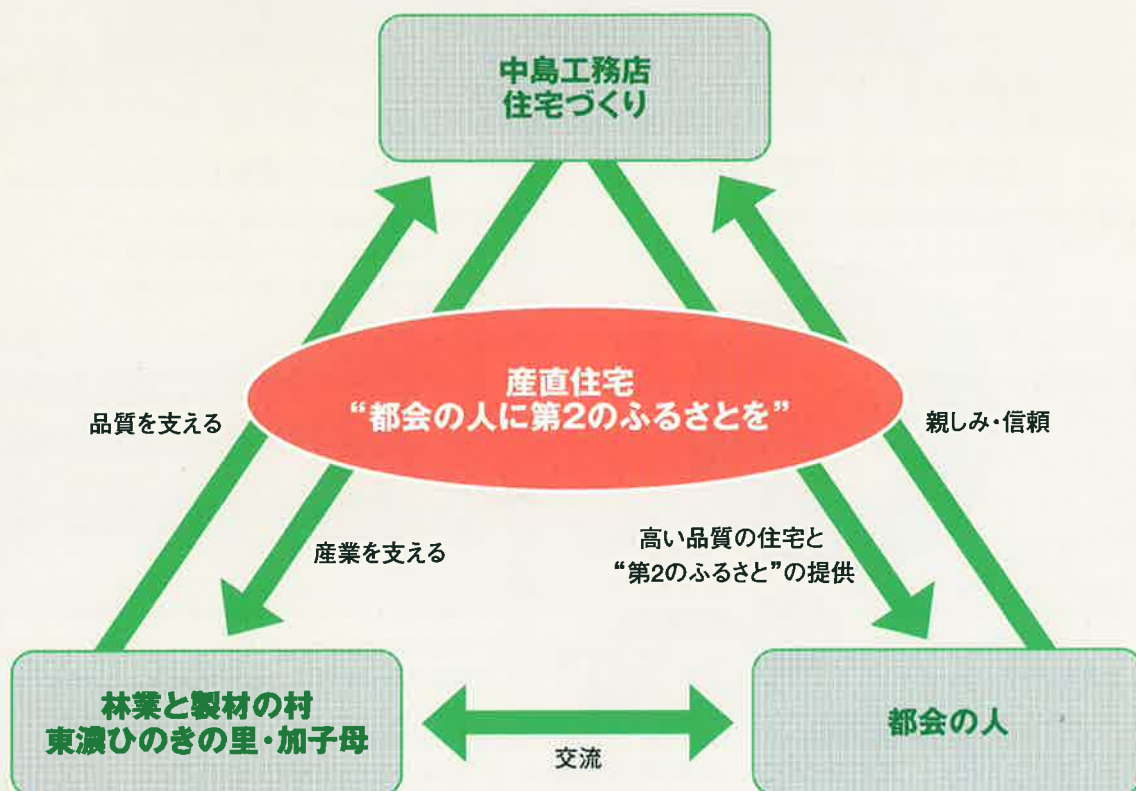 中島工務店
住宅づくり
産直住宅
“都会の人に第2のふるさとを”
品質を支える
親しみ・信頼
産業を支える
高い品質の住宅と
“第2のふるさと”の提供
林業と製材の村
東濃ひのきの里・加子母
都会の人
交流